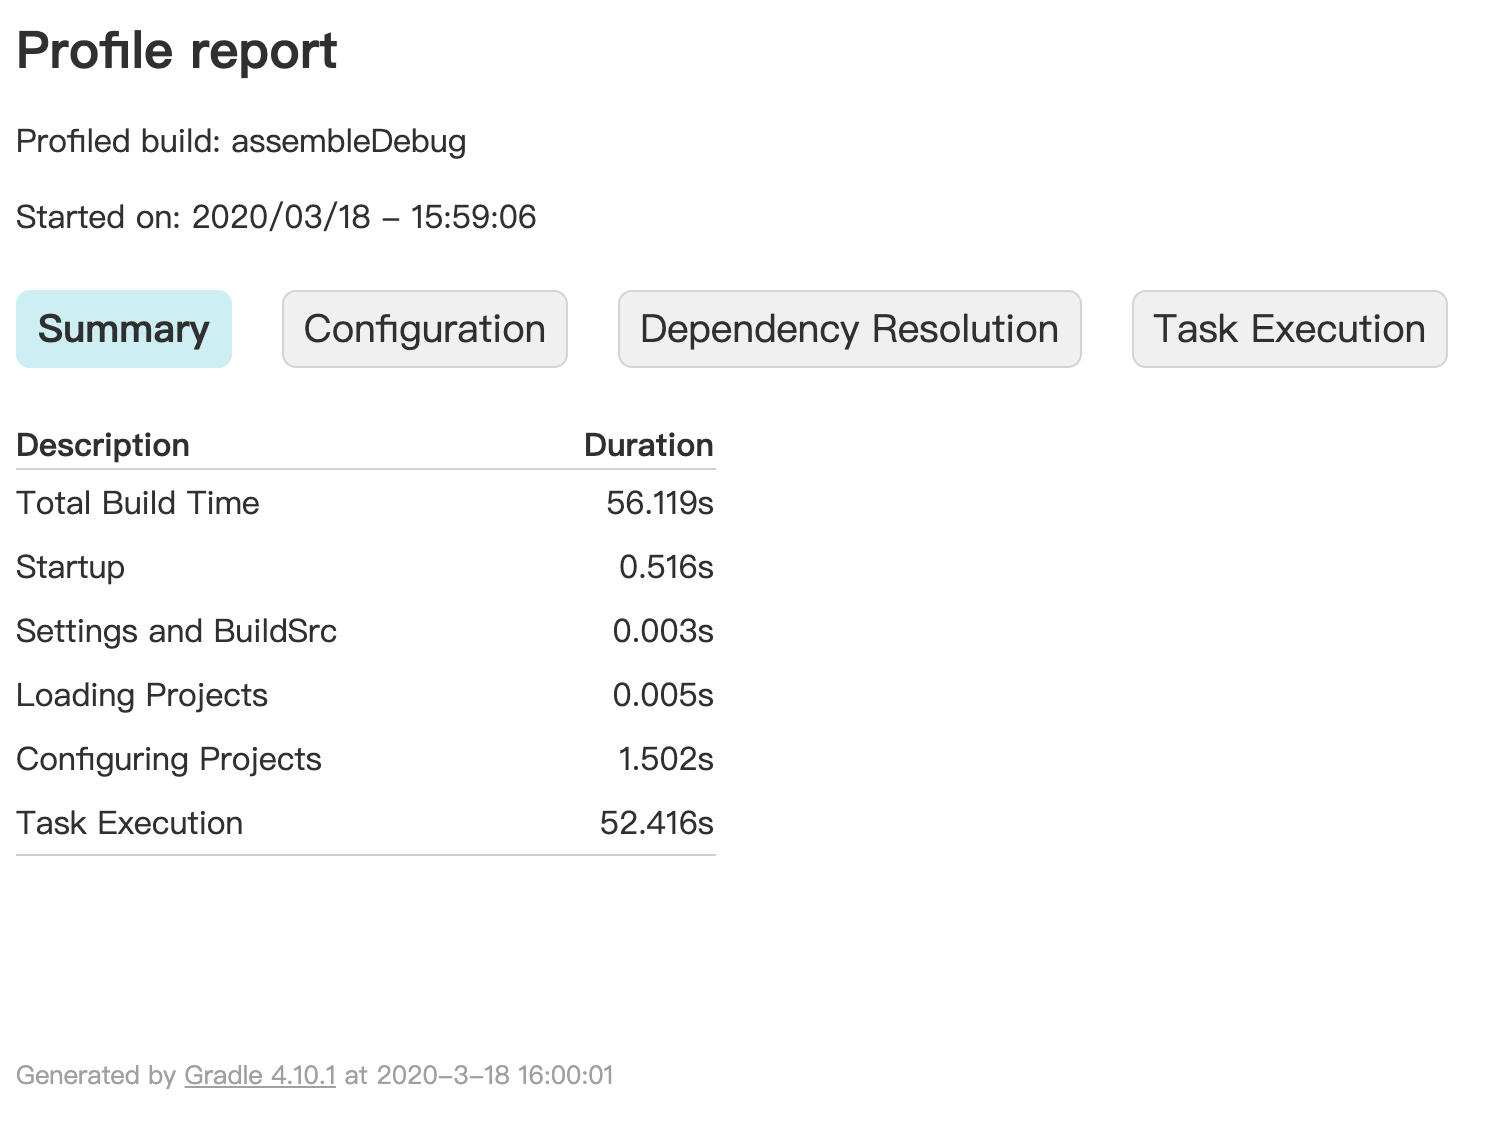 Profile report
Profiled build: assembleDebug
Started on: 2020/03/18 – 15:59:06
Summary Configuration Dependency Resolution Task Execution
Description Duration
Total Build Time 56.119s
Startup 0.516s
Settings and BuildSrc 0.003s
Loading Projects 0.005s
Configuring Projects 1.502s
Task Execution 52.416s
Generated by Gradle 4.10.1 at 2020–3–18 16:00:01